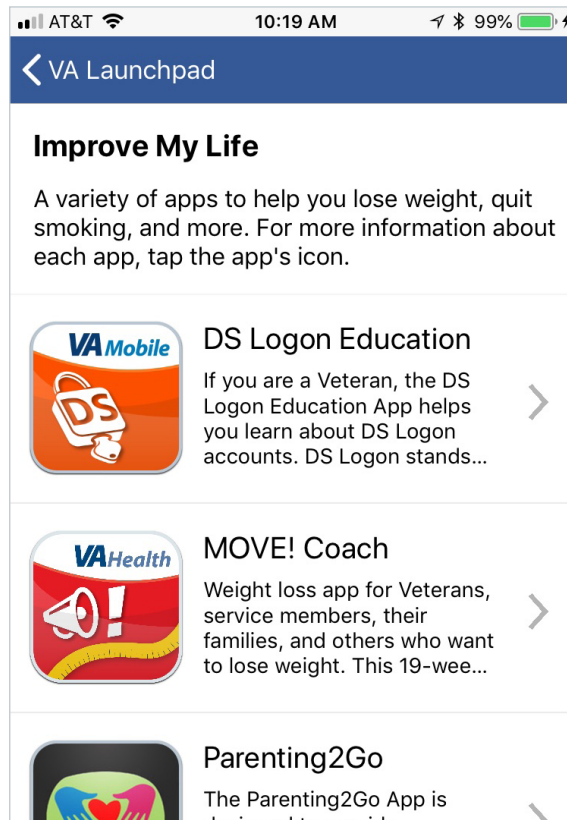 AT&T 10:19 AM 99%
VA Launchpad
Improve My Life
A variety of apps to help you lose weight, quit
smoking, and more. For more information about
each app, tap the app's icon.
VA Mobile
DS
DS Logon Education
If you are a Veteran, the DS
Logon Education App helps
you learn about DS Logon
accounts. DS Logon stands...
VA Health
MOVE! Coach
Weight loss app for Veterans,
service members, their
families, and others who want
to lose weight. This 19-wee...
Parenting2Go
The Parenting2Go App is